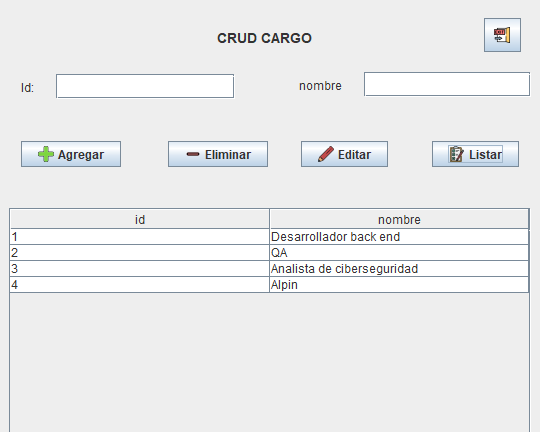 CRUD CARGO
Id: nombre
Agregar Eliminar Editar Listar
id nombre
1 Desarrollador back end
2 QA
3 Analista de ciberseguridad
4 Alpin